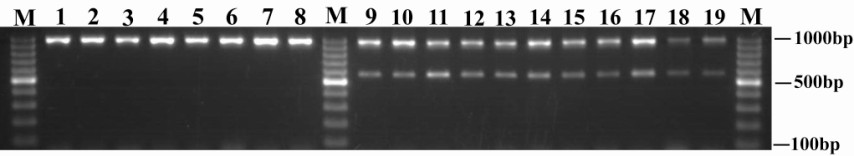 M 1 2 3 4 5 6 7 8 M 9 10 11 12 13 14 15 16 17 18 19 M
—1000bp
—500bp
—100bp